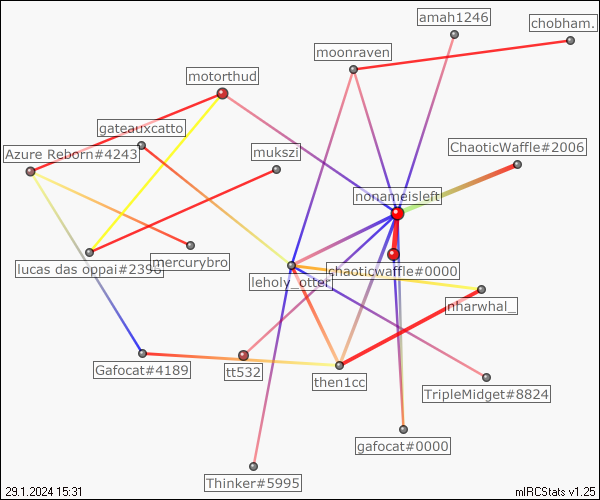 amah1246
chobham.
moonraven
motorthud
gateauxcatto
Azure Reborn#4243
mukszi
ChaoticWaffle#2006
nonameisleft
mercurybro
lucas das oppai#2396
chaoticwaffle#0000
leholy_otter
nharwhal_
Gafocat#4189
tt532
then1cc
TripleMidget#8824
gafocat#0000
Thinker#5995
29.1.2024 15:31
mIRCStats v1.25